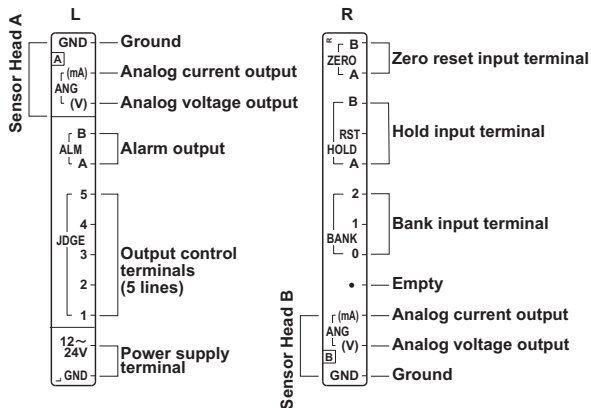 L
Sensor Head A
GND
Ground
A
(mA)
Analog current output
ANG
(V)
Analog voltage output
B
ALM
A
Alarm output
5
4
JDGE
3
2
1
Output control
terminals
(5 lines)
12~
24V
GND
Power supply
terminal
R
R
B
ZERO
A
Zero reset input terminal
B
RST
HOLD
A
Hold input terminal
2
1
BANK
0
Bank input terminal
Empty
Sensor Head B
(mA)
Analog current output
ANG
(V)
Analog voltage output
B
GND
Ground